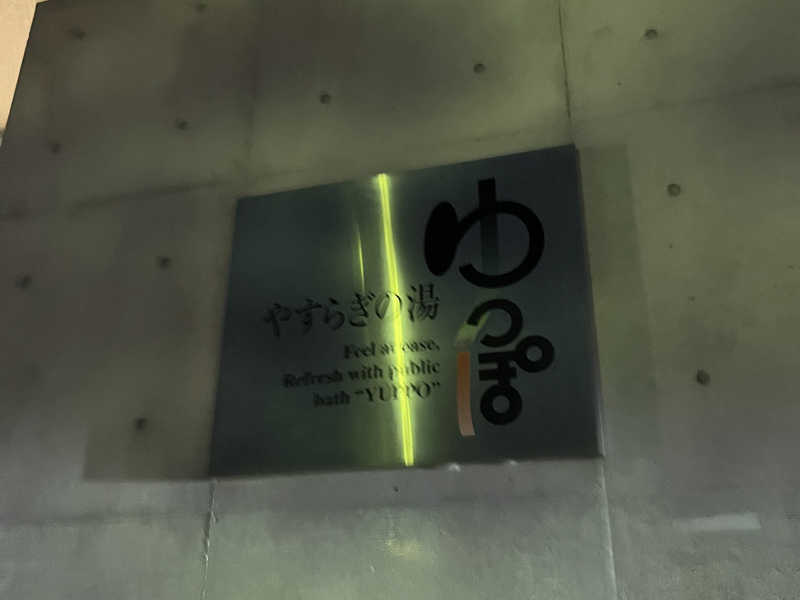 ゆっぽ
やすらぎの湯
Feel at ease.
Refresh with public
bath “YUPPO”